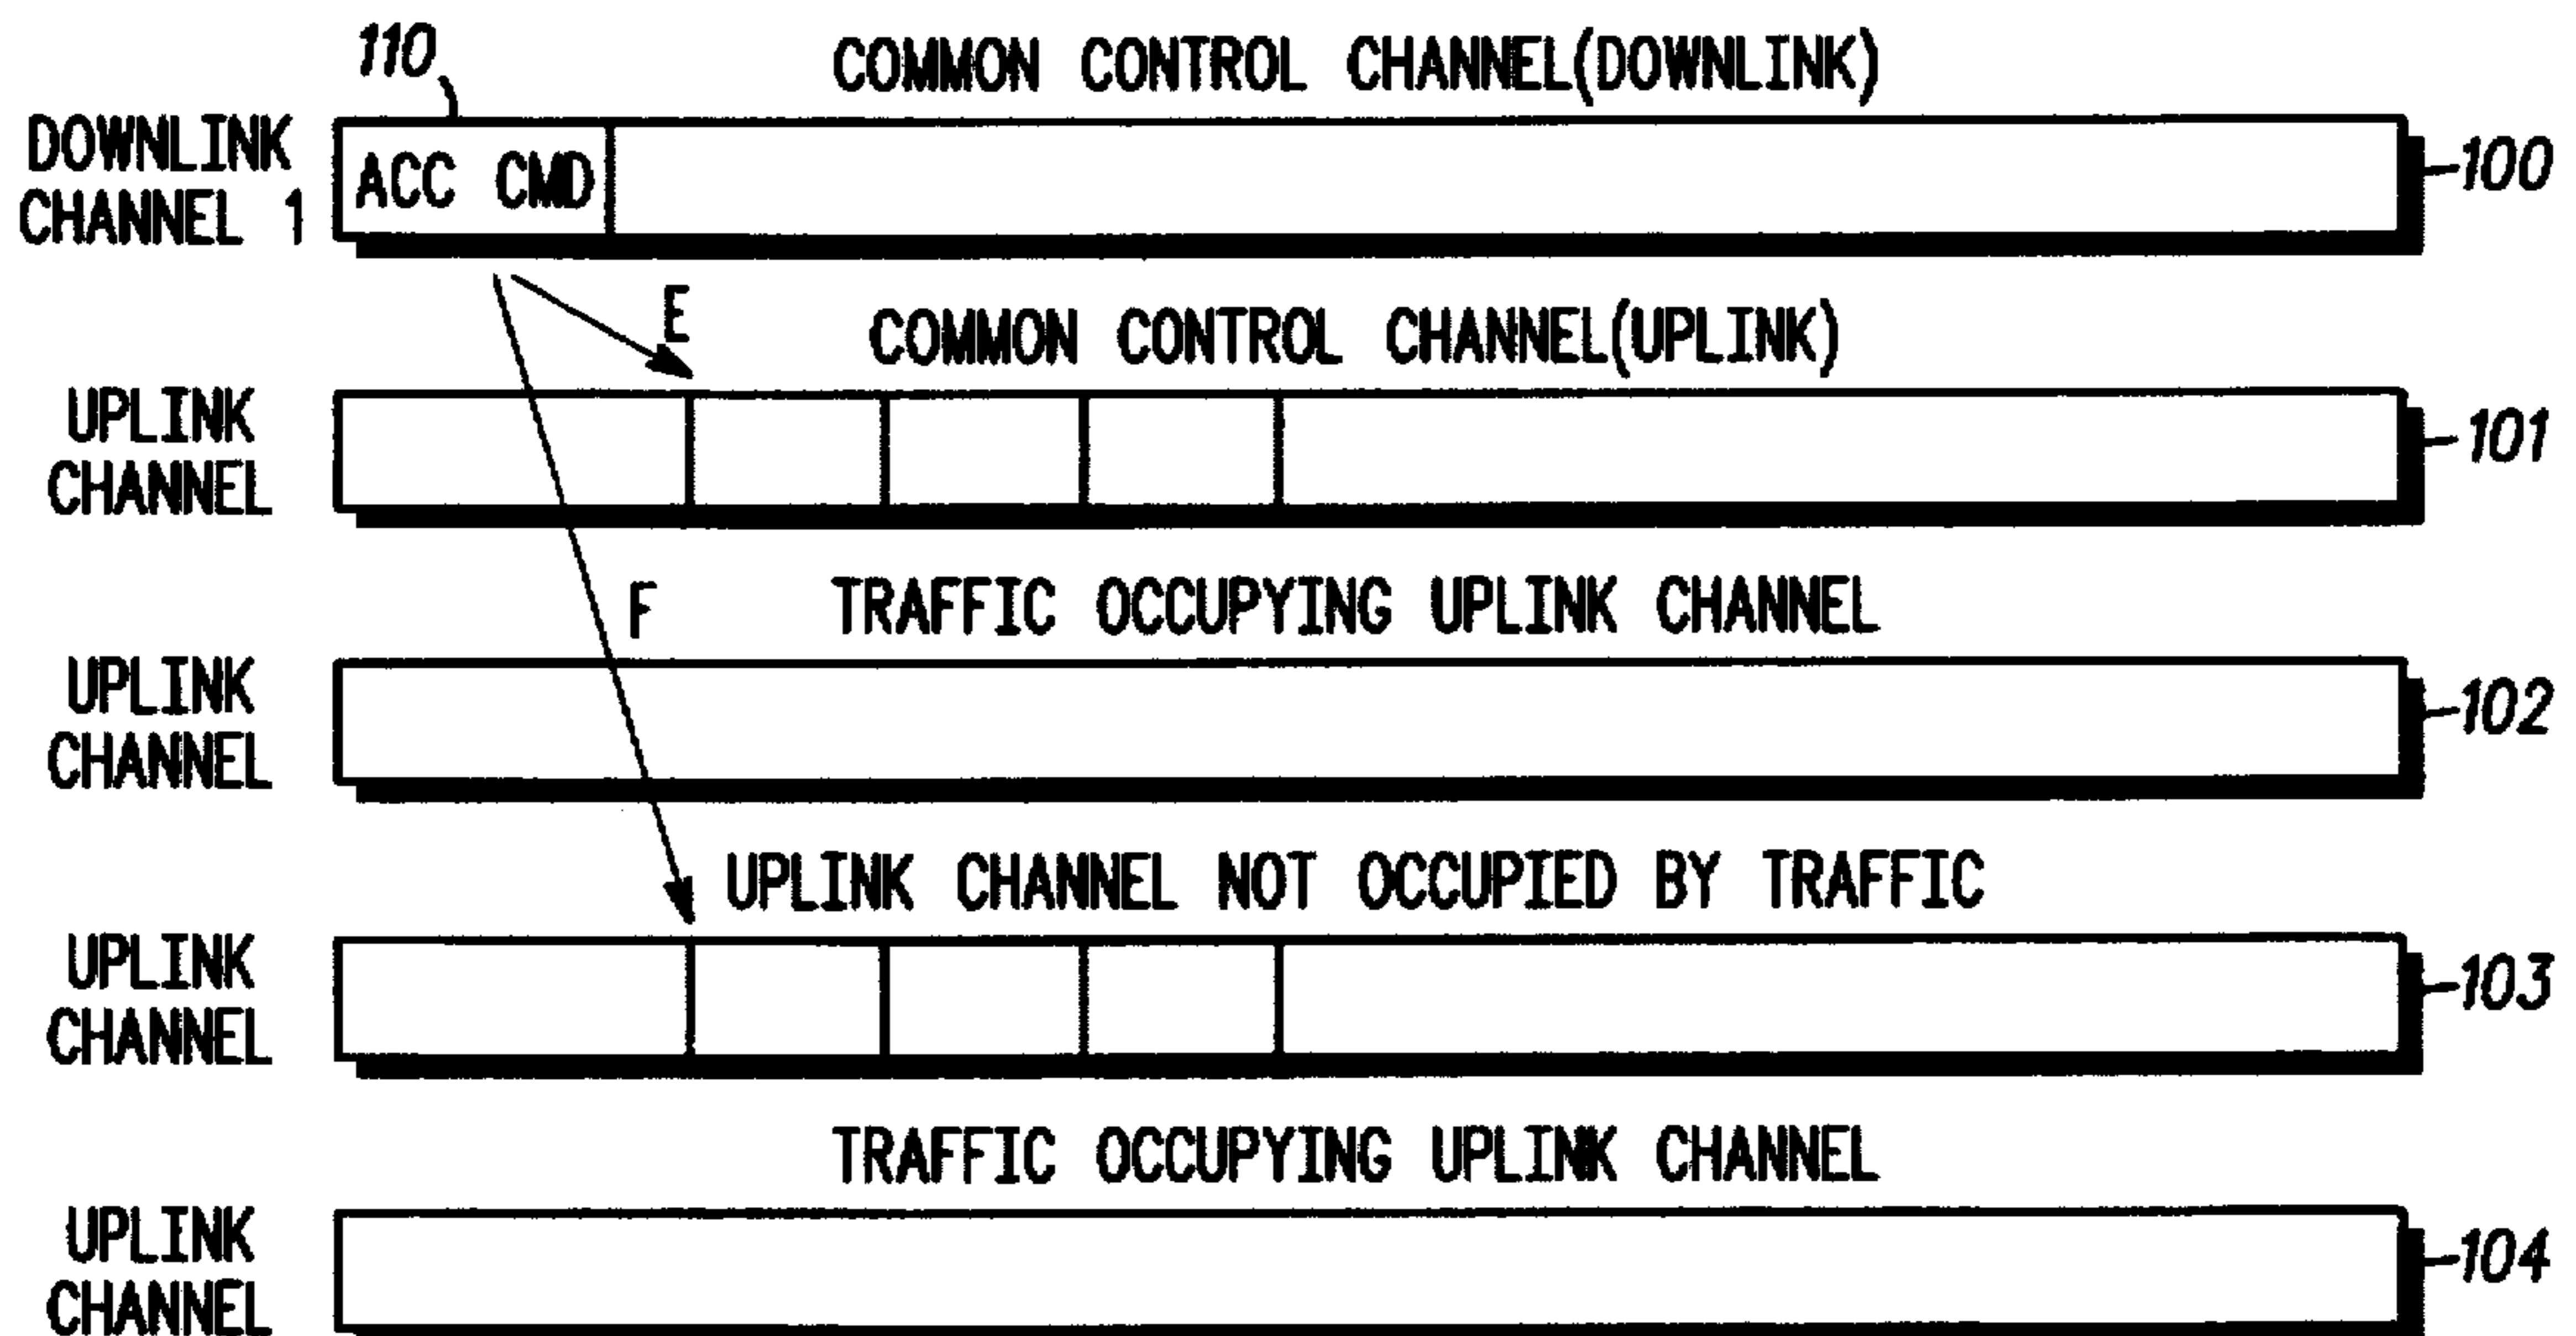 110
COMMON CONTROL CHANNEL(DOWNLINK)
DOWNLINK
CHANNEL 1
ACC CMD
100
E
COMMON CONTROL CHANNEL(UPLINK)
UPLINK
CHANNEL
101
F
TRAFFIC OCCUPYING UPLINK CHANNEL
UPLINK
CHANNEL
102
UPLINK CHANNEL NOT OCCUPIED BY TRAFFIC
UPLINK
CHANNEL
103
TRAFFIC OCCUPYING UPLINK CHANNEL
UPLINK
CHANNEL
104